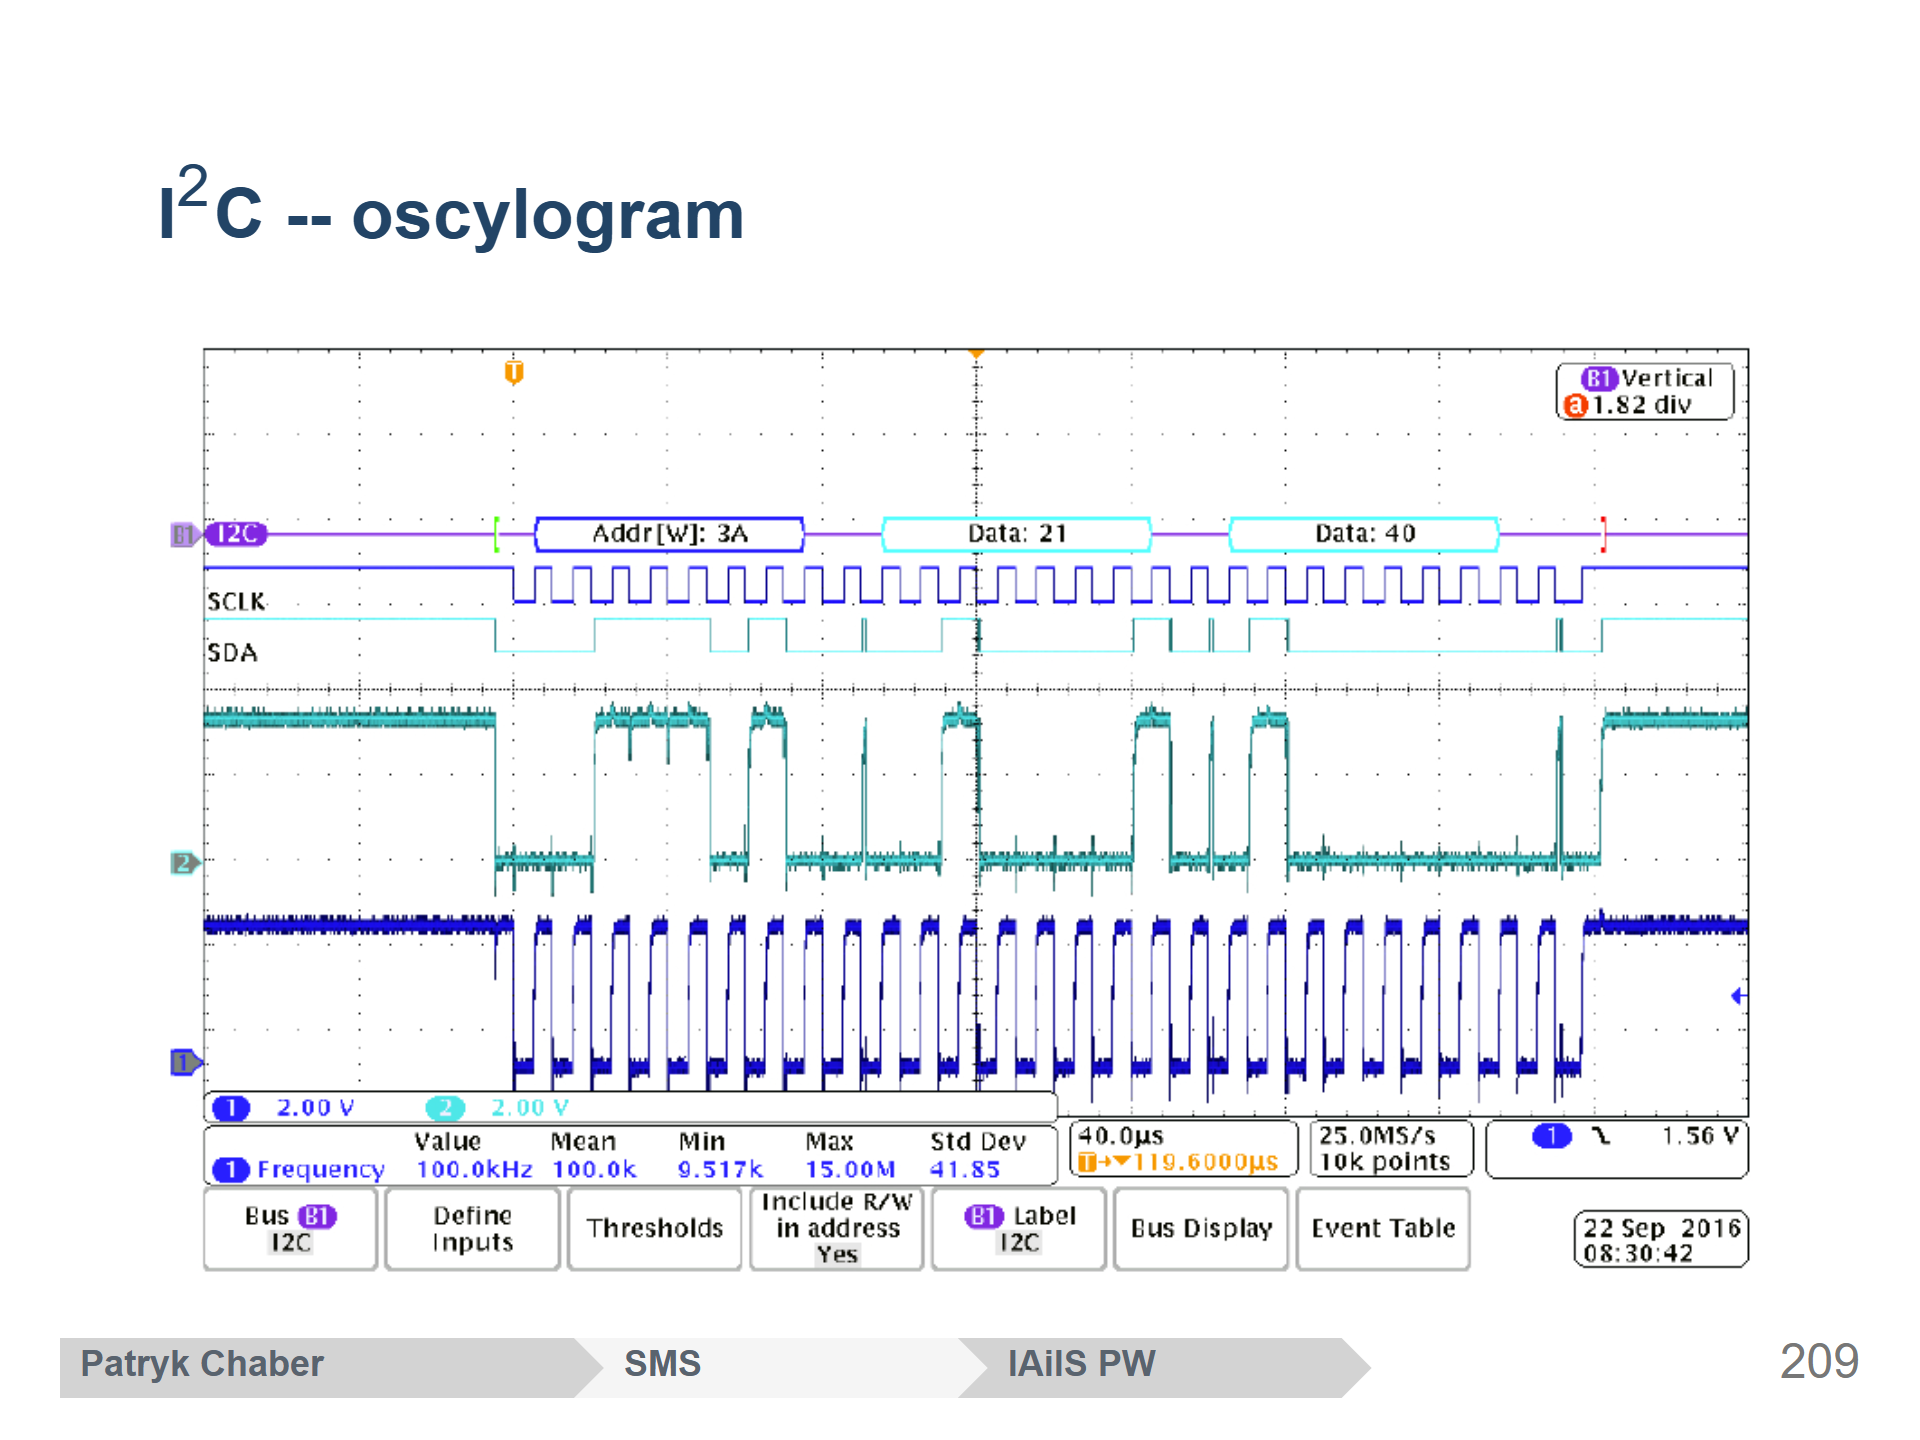 I2C -- oscylogram
T
B1 Vertical
a 1.82 div
B1 I2C Addr[W]: 3A Data: 21 Data: 40
SCLK
SDA
2
1
1 2.00 V 2 2.00 V
Value Mean Min Max Std Dev
1 Frequency 100.0kHz 100.0k 9.517k 15.00M 41.85
40.0µs
T→▼119.6000µs
25.0MS/s
10k points
1 1.56 V
Bus B1
I2C
Define
Inputs
Thresholds
Include R/W
in address
Yes
B1 Label
I2C
Bus Display
Event Table
22 Sep 2016
08:30:42
Patryk Chaber SMS IAiIS PW 209